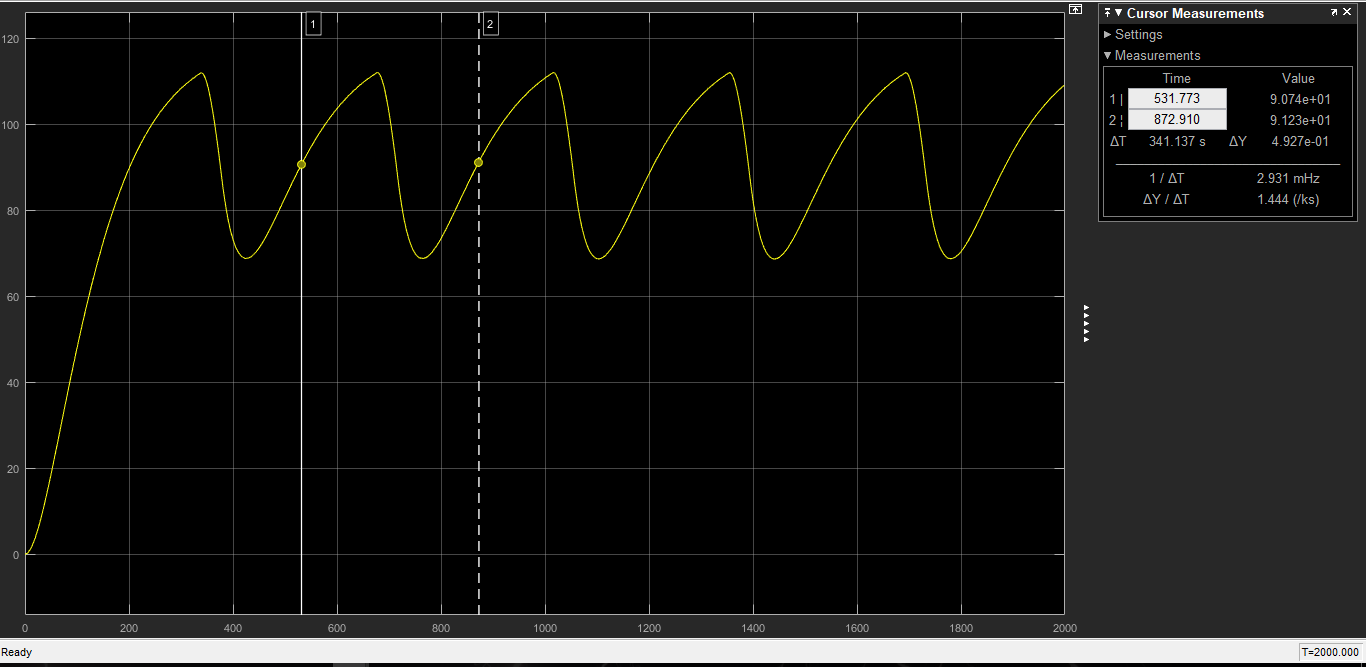 1
2
120
100
80
60
40
20
0
0 200 400 600 800 1000 1200 1400 1600 1800 2000
Cursor Measurements
Settings
Measurements
Time Value
1 | 531.773 9.074e+01
2 ¦ 872.910 9.123e+01
ΔT 341.137 s ΔY 4.927e-01
1 / ΔT 2.931 mHz
ΔY / ΔT 1.444 (/ks)
Ready
T=2000.000